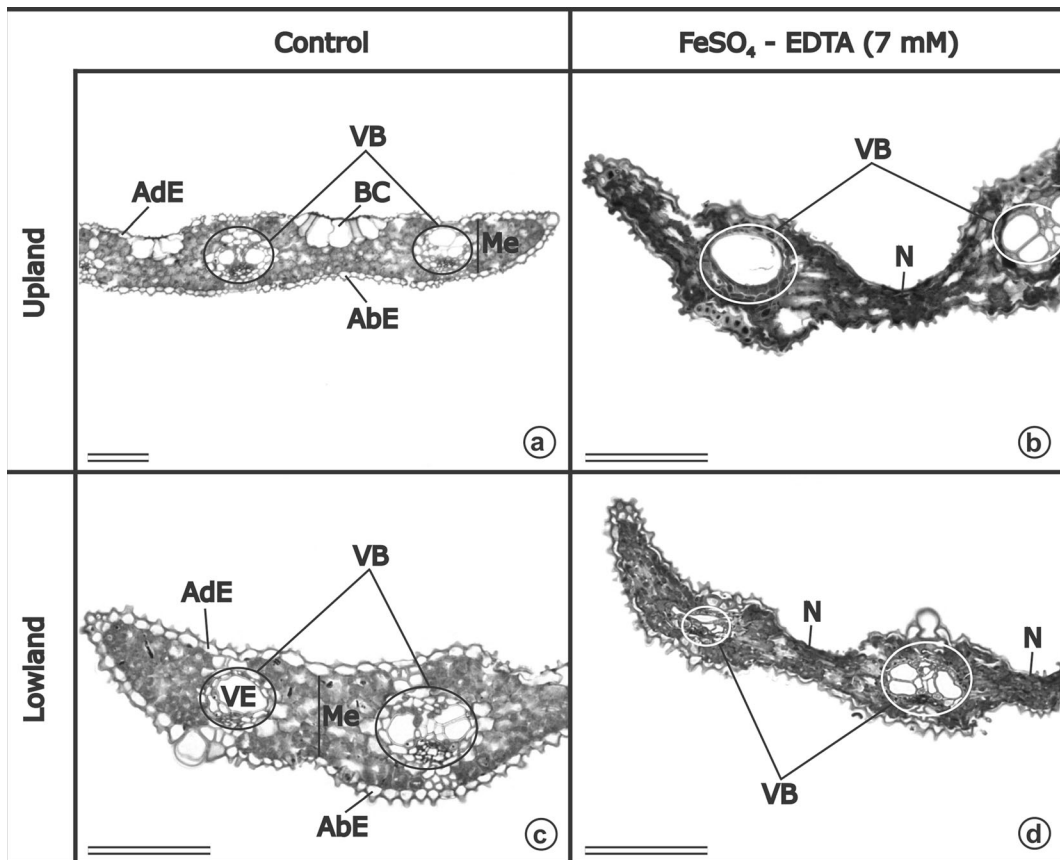 Control
FeSO₄ - EDTA (7 mM)
Upland
VB
AdE
BC
Me
AbE
a
VB
N
b
Lowland
VB
AdE
VE
Me
AbE
c
N
N
VB
d